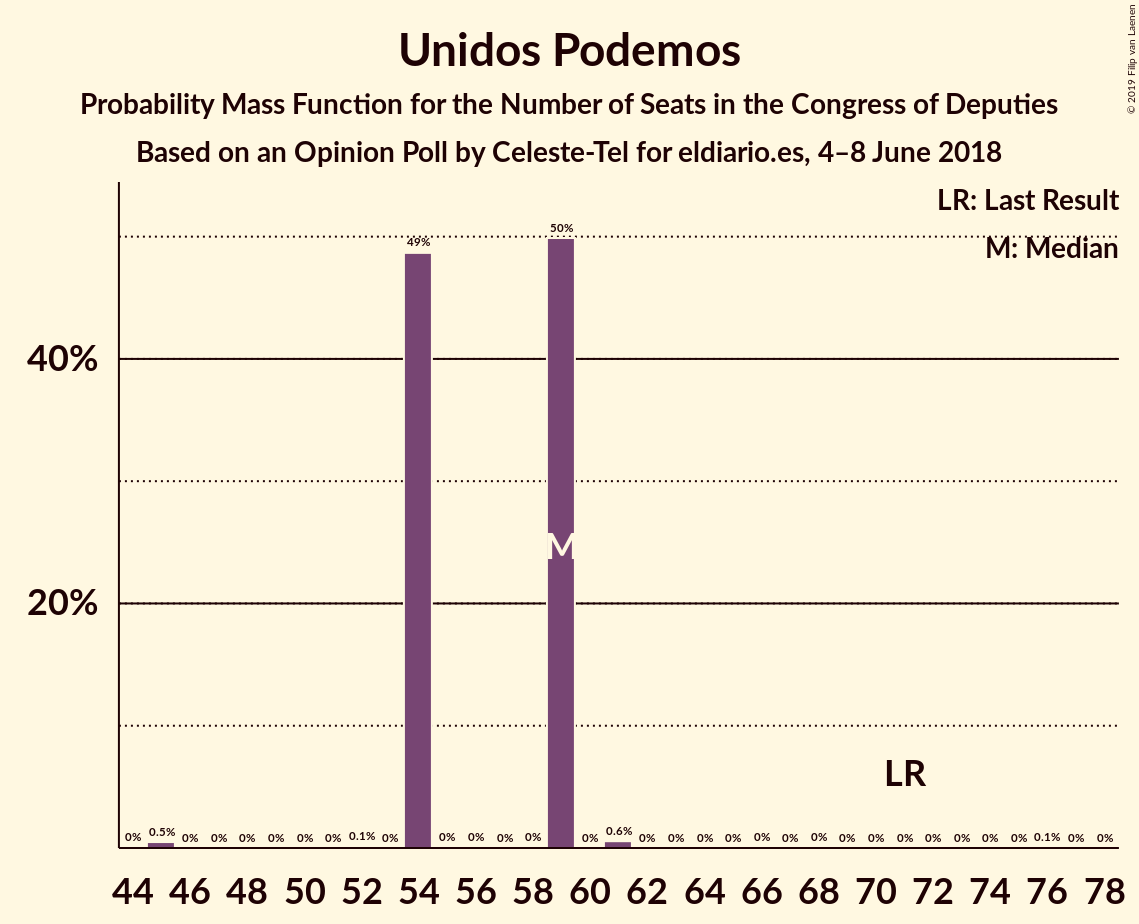 Unidos Podemos
Probability Mass Function for the Number of Seats in the Congress of Deputies
Based on an Opinion Poll by Celeste-Tel for eldiario.es, 4–8 June 2018
© 2019 Filip van Laenen
LR: Last Result
M: Median
50%
49%
40%
M
20%
LR
0% 0.5% 0% 0% 0% 0% 0% 0% 0.1% 0% 0% 0% 0% 0% 0% 0.6% 0% 0% 0% 0% 0% 0% 0% 0% 0% 0% 0% 0% 0% 0% 0.1% 0% 0%
44 46 48 50 52 54 56 58 60 62 64 66 68 70 72 74 76 78